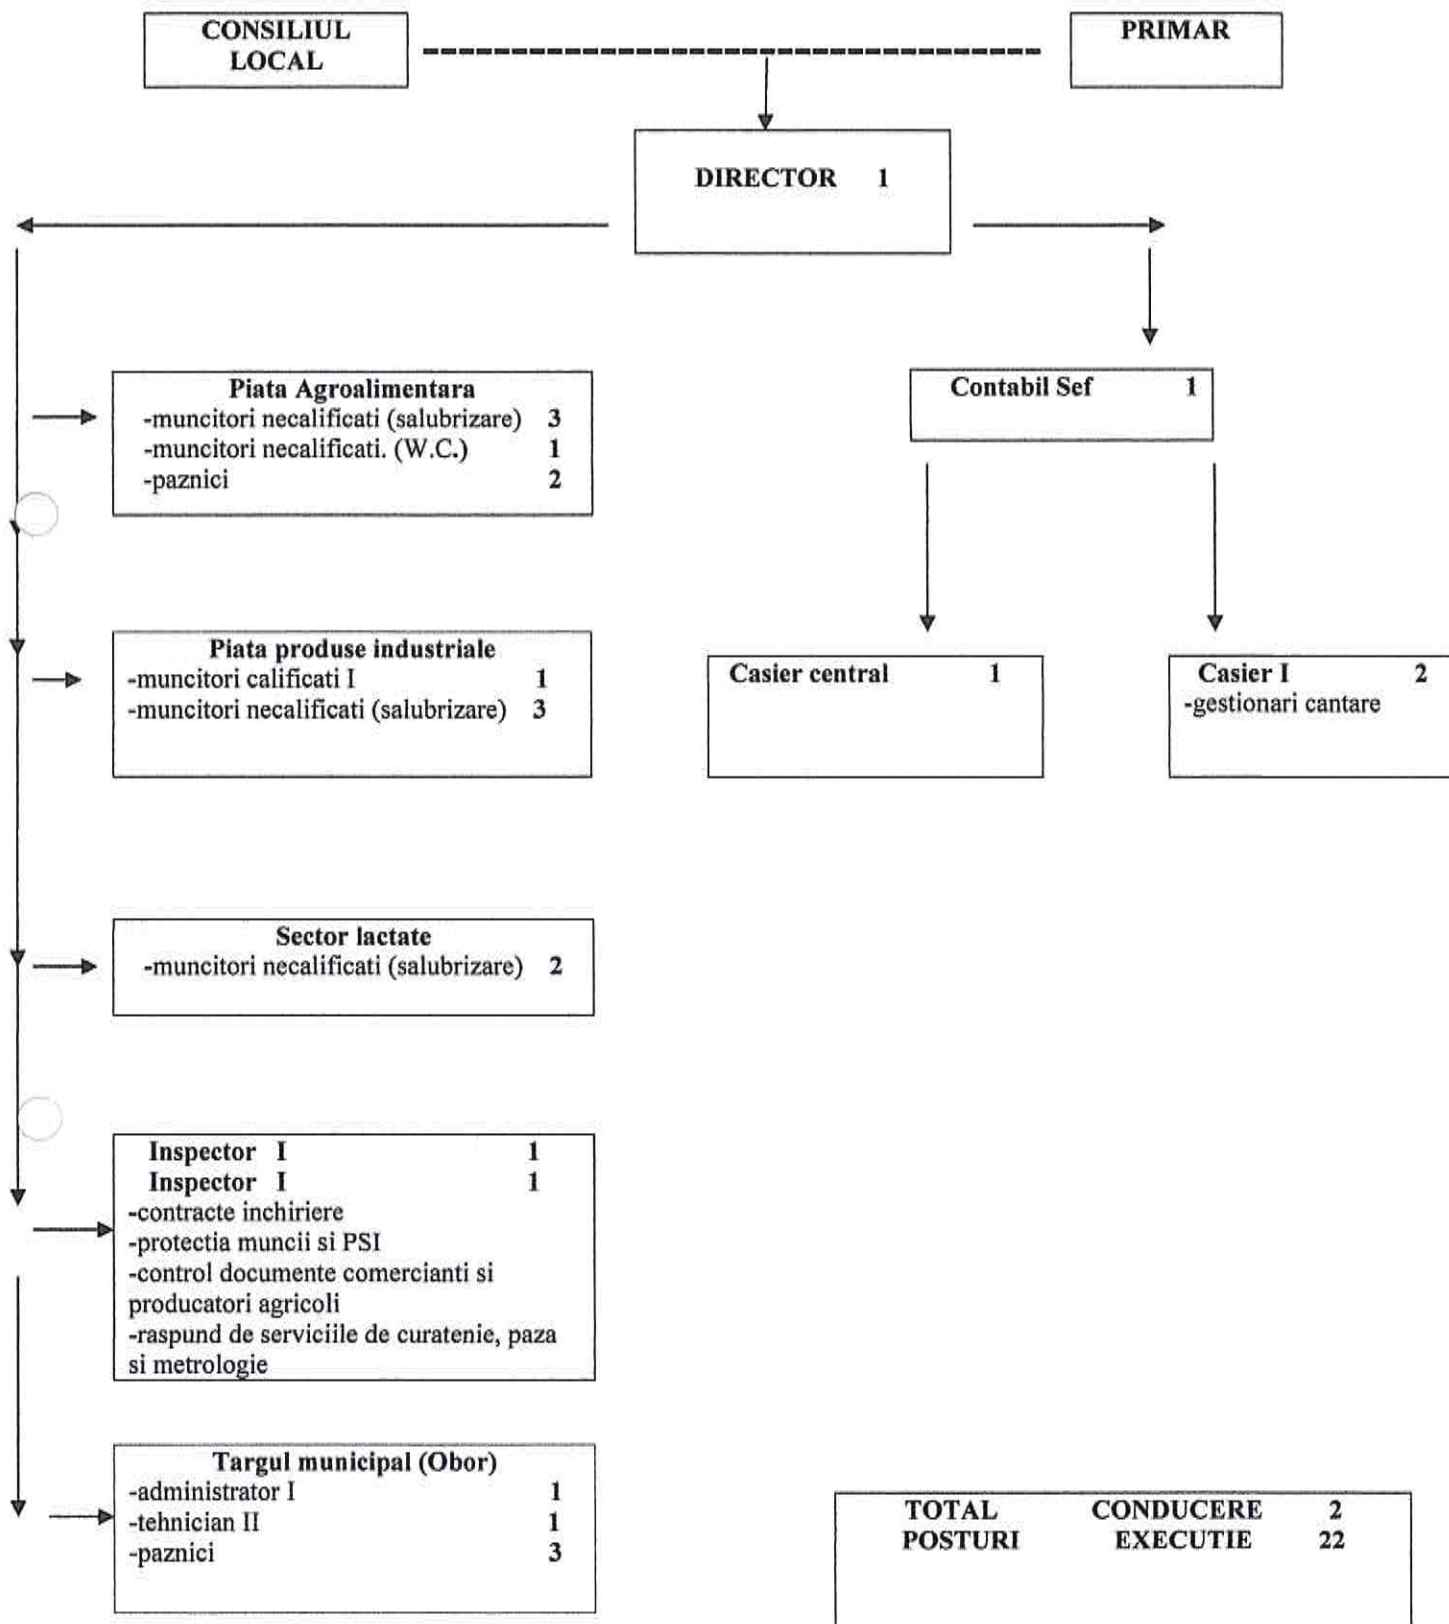 CONSILIUL
LOCAL
PRIMAR
DIRECTOR 1
Piata Agroalimentara
-muncitori necalificati (salubrizare) 3
-muncitori necalificati. (W.C.) 1
-paznici 2
Contabil Sef 1
Piata produse industriale
-muncitori calificati I 1
-muncitori necalificati (salubrizare) 3
Casier central 1
Casier I 2
-gestionari cantare
Sector lactate
-muncitori necalificati (salubrizare) 2
Inspector I 1
Inspector I 1
-contracte inchiriere
-protectia muncii si PSI
-control documente comercianti si
producatori agricoli
-raspund de serviciile de curatenie, paza
si metrologie
Targul municipal (Obor)
-administrator I 1
-tehnician II 1
-paznici 3
TOTAL CONDUCERE 2
POSTURI EXECUTIE 22